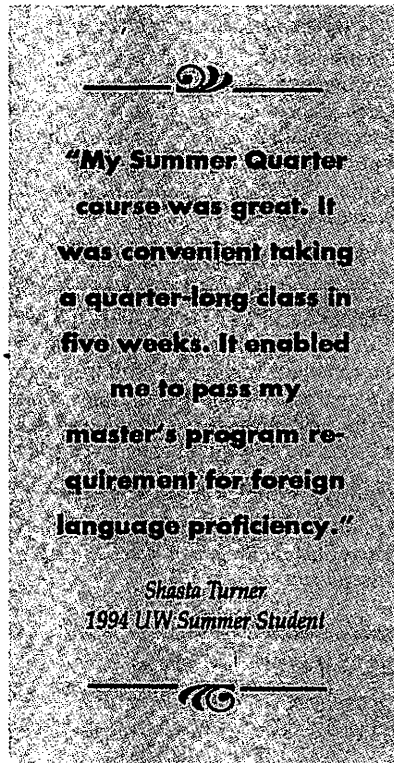 "My Summer Quarter
course was great. It
was convenient taking
a quarter-long class in
five weeks. It enabled
me to pass my
master's program re-
quirement for foreign
language proficiency."
Shasta Turner
1994 UW Summer Student